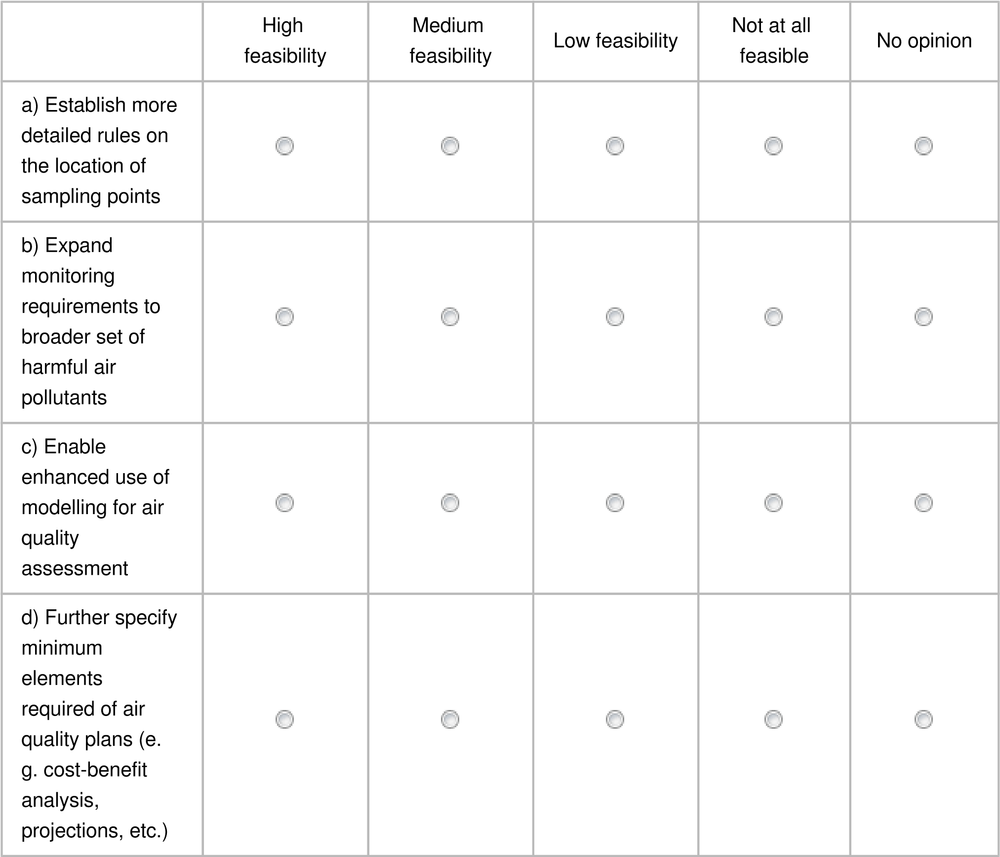 High
feasibility
Medium
feasibility
Low feasibility
Not at all
feasible
No opinion
a) Establish more
detailed rules on
the location of
sampling points
b) Expand
monitoring
requirements to
broader set of
harmful air
pollutants
c) Enable
enhanced use of
modelling for air
quality
assessment
d) Further specify
minimum
elements
required of air
quality plans (e.
g. cost-benefit
analysis,
projections, etc.)